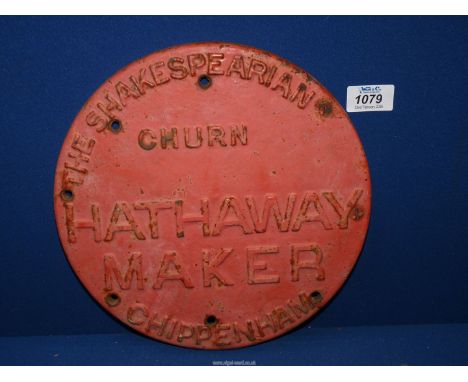 THE SHAKESPEARIAN
CHURN
HATHAWAY
MAKER
CHIPPENHAM
1079